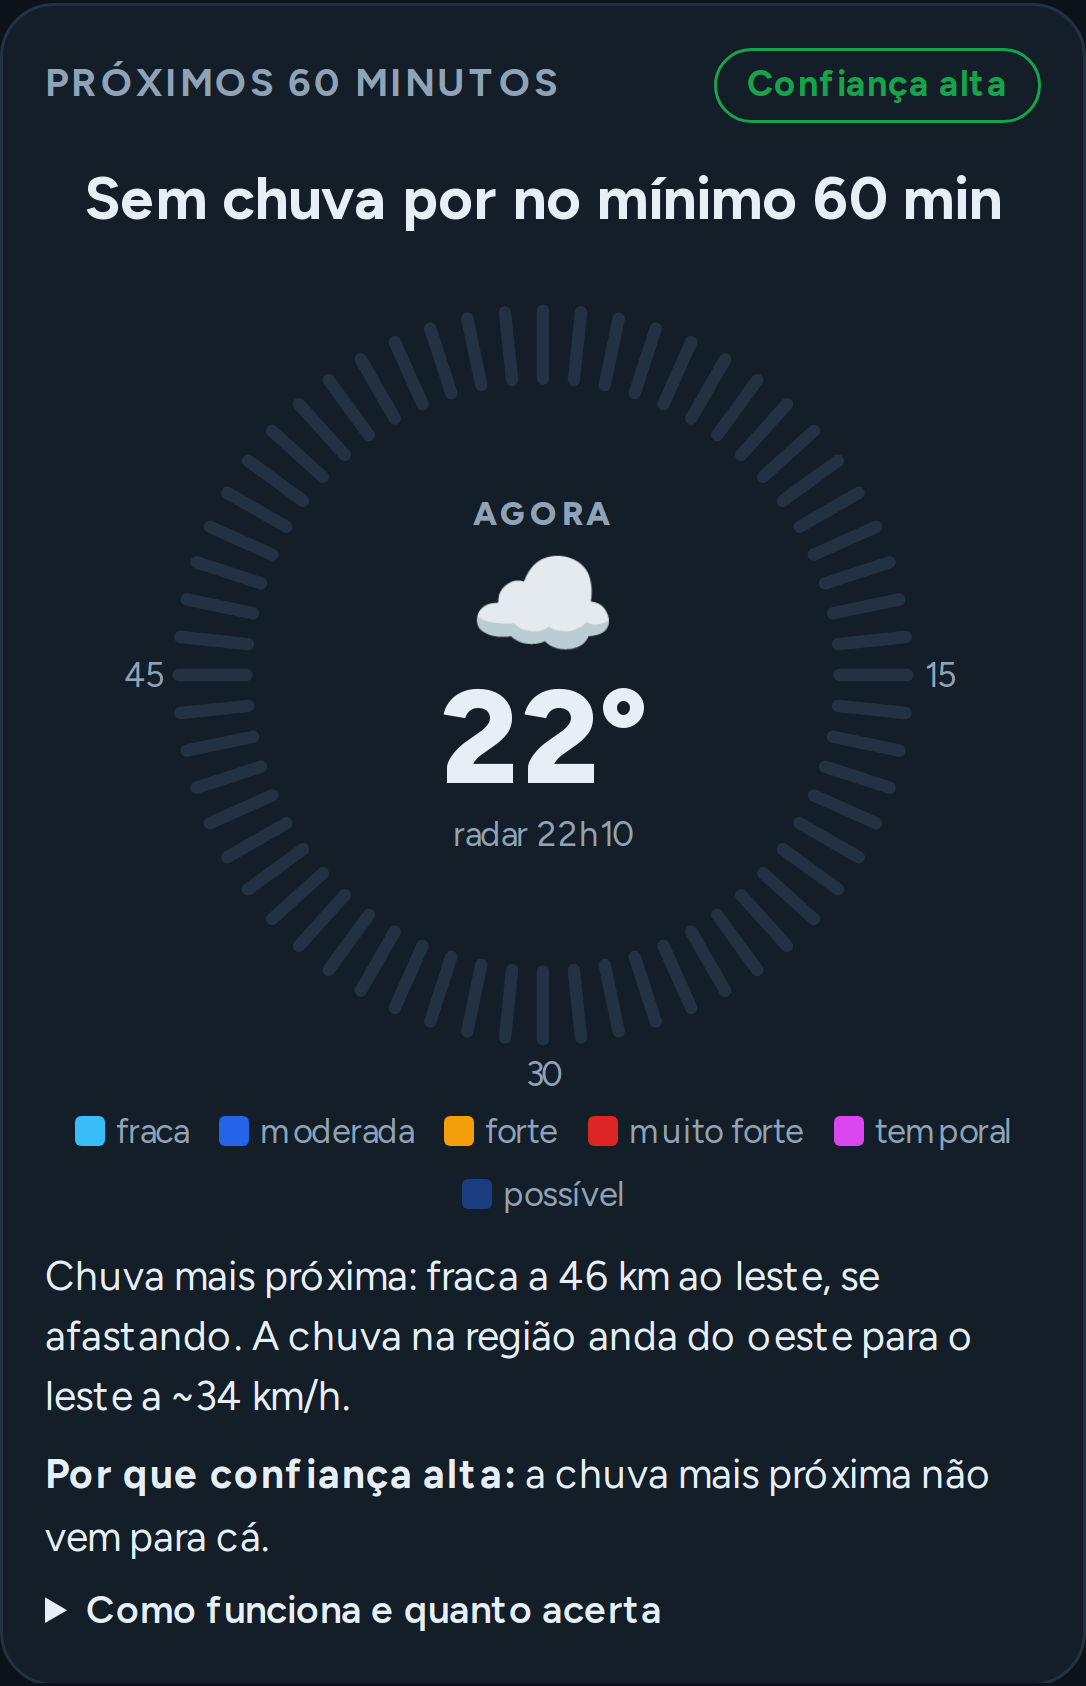 PRÓXIMOS 60 MINUTOS
Confiança alta
Sem chuva por no mínimo 60 min
AGORA
22°
radar 22h10
45
15
30
fraca moderada forte muito forte temporal
possível
Chuva mais próxima: fraca a 46 km ao leste, se
afastando. A chuva na região anda do oeste para o
leste a ~34 km/h.
Por que confiança alta: a chuva mais próxima não
vem para cá.
Como funciona e quanto acerta